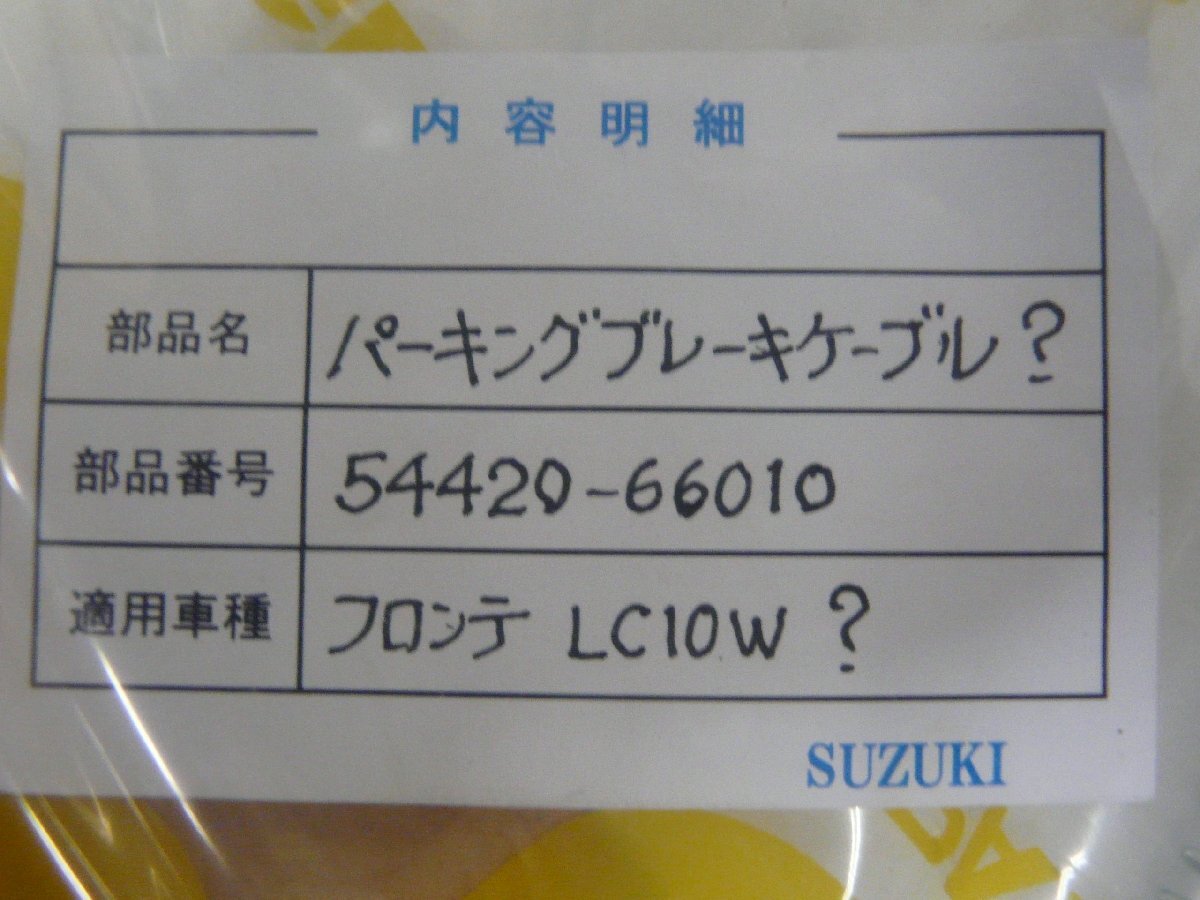 内容明細
部品名 パーキングブレーキケーブル?
部品番号 54420-66010
適用車種 フロンテ LC10W ?
SUZUKI